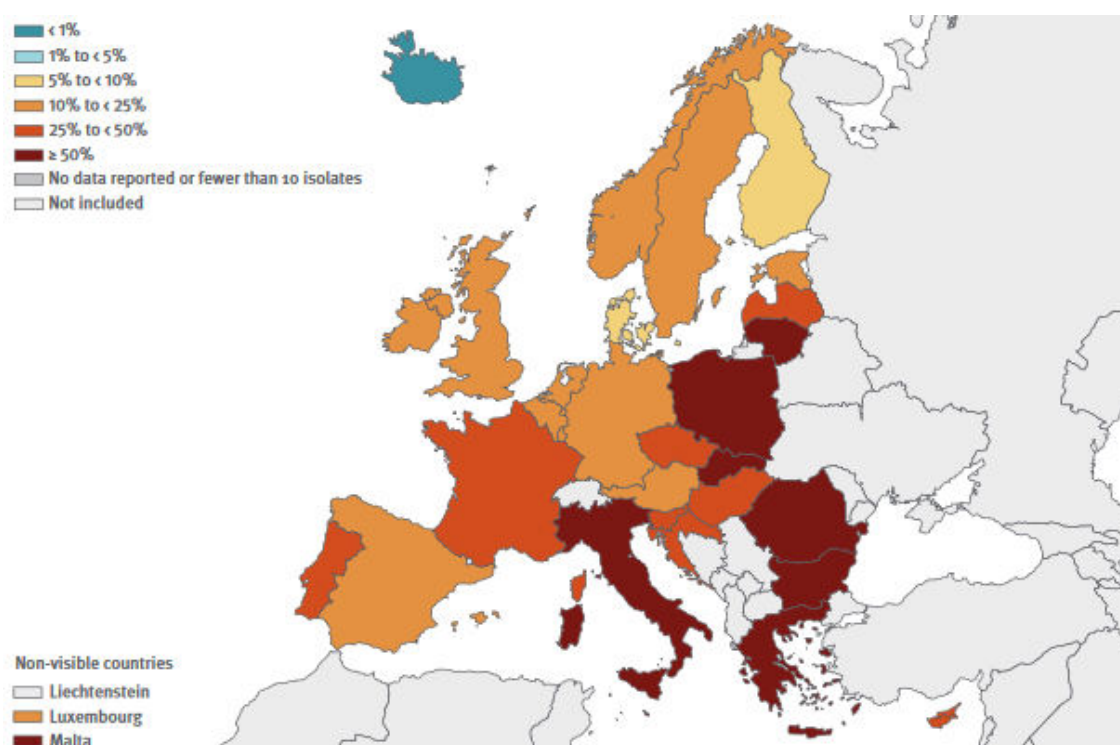 < 1%
1% to < 5%
5% to < 10%
10% to < 25%
25% to < 50%
≥ 50%
No data reported or fewer than 10 isolates
Not included
Non-visible countries
Liechtenstein
Luxembourg
Malta